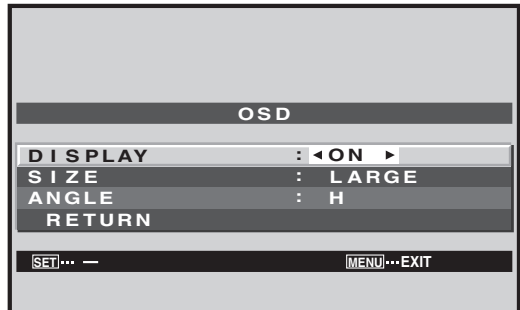 OSD
DISPLAY : ◄ON ►
SIZE : LARGE
ANGLE : H
RETURN
SET··· — MENU···EXIT